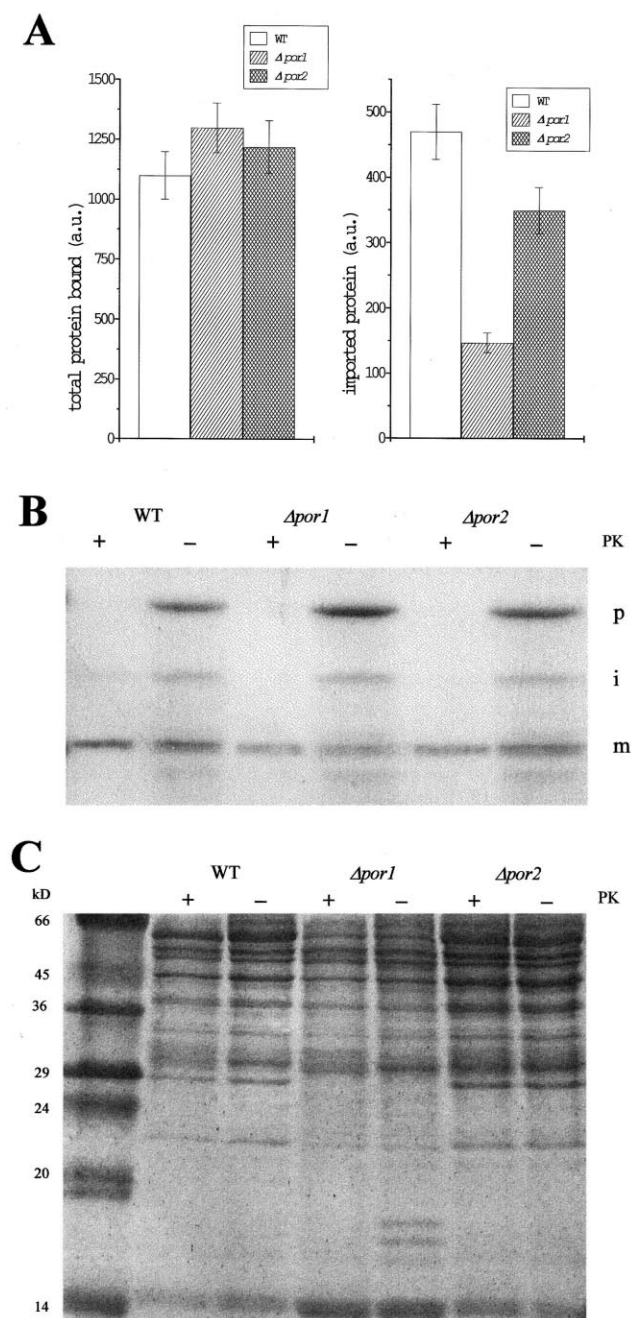 A
WT
Δpor1
Δpor2
total protein bound (a.u.)
1500
1250
1000
750
500
250
0
WT
Δpor1
Δpor2
imported protein (a.u.)
500
400
300
200
100
0
B
WT Δpor1 Δpor2
+ – + – + – PK
p
i
m
C
WT Δpor1 Δpor2
kD + – + – + – PK
66
45
36
29
24
20
14